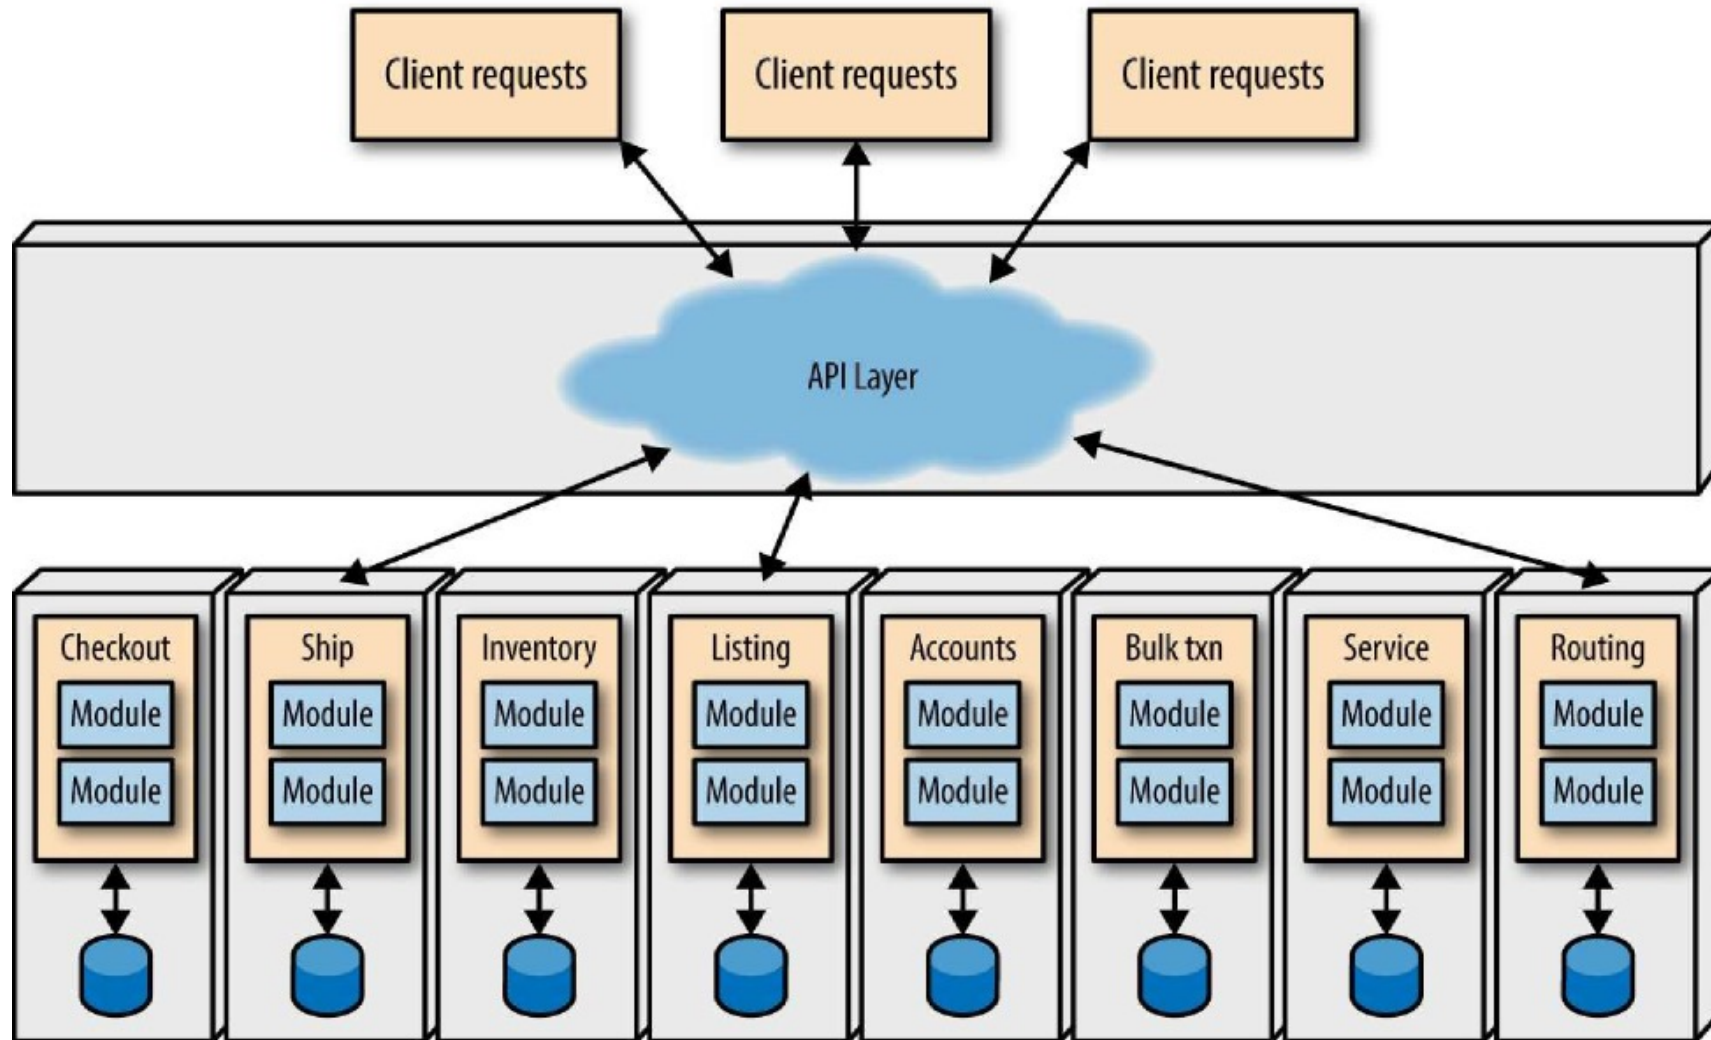 Client requests
Client requests
Client requests
API Layer
Checkout
Module
Module
Ship
Module
Module
Inventory
Module
Module
Listing
Module
Module
Accounts
Module
Module
Bulk txn
Module
Module
Service
Module
Module
Routing
Module
Module